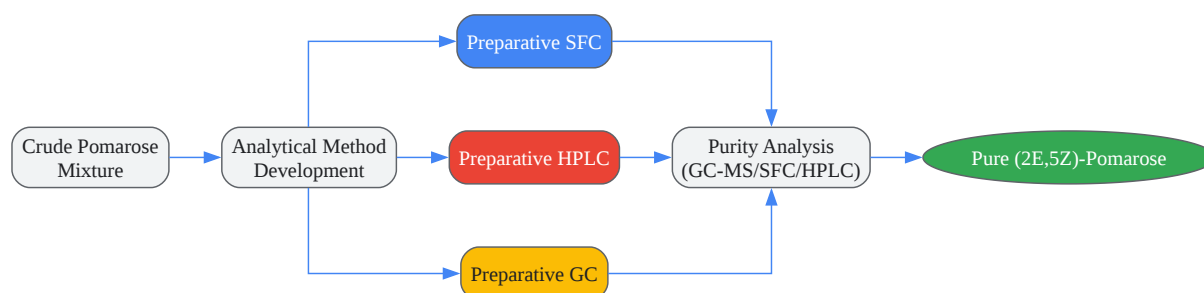 Preparative SFC
Crude Pomarose
Mixture
Analytical Method
Development
Preparative HPLC
Purity Analysis
(GC-MS/SFC/HPLC)
Pure (2E,5Z)-Pomarose
Preparative GC